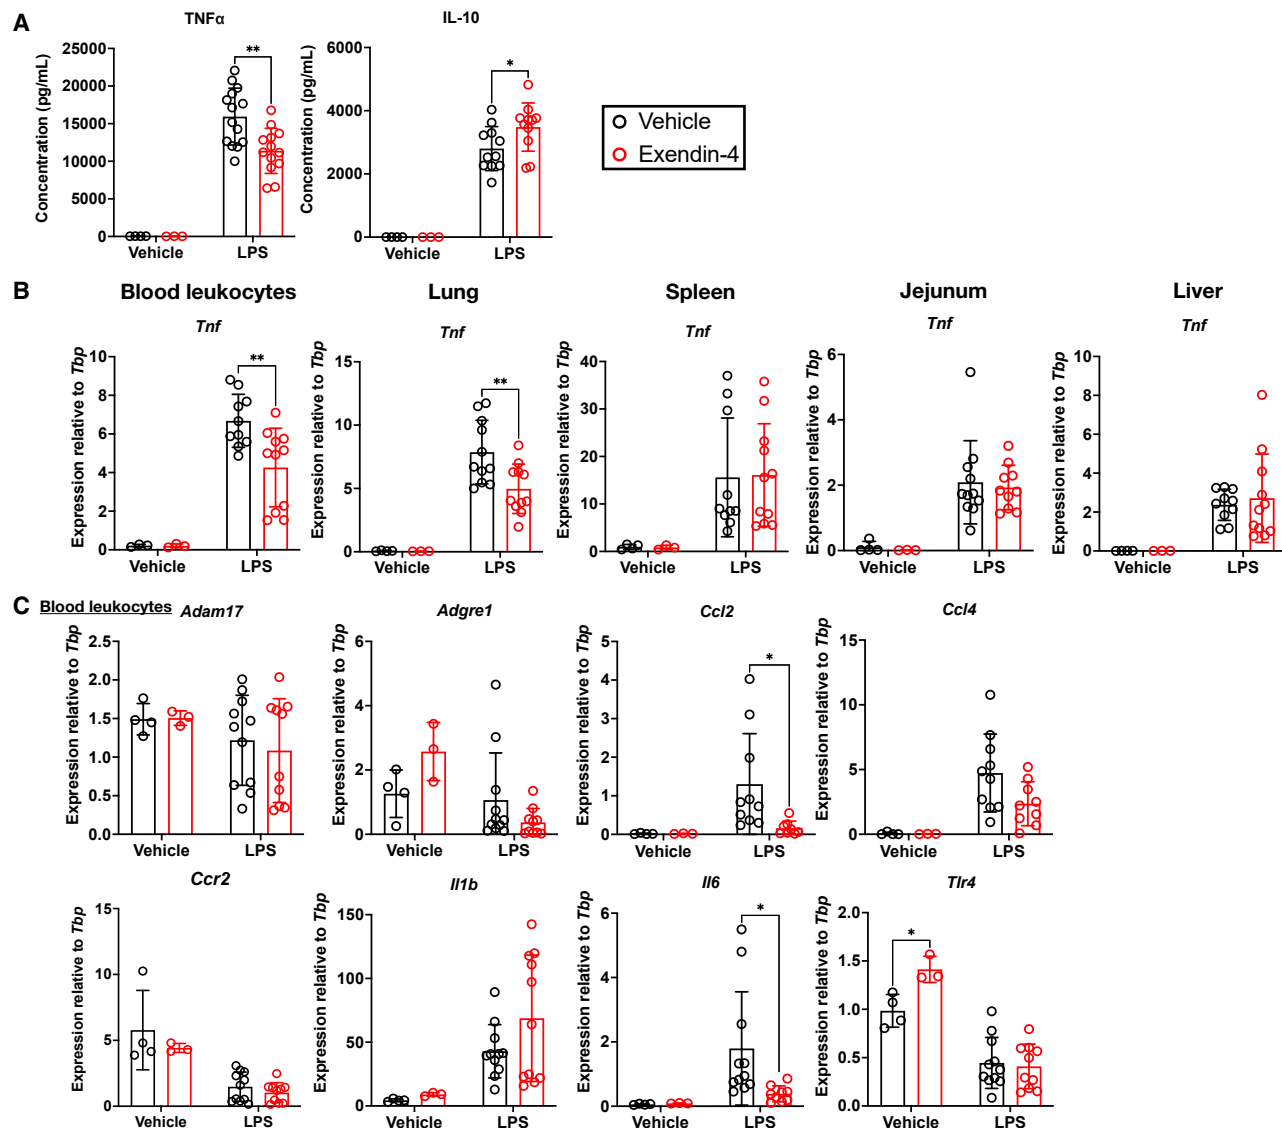 A
TNFα
IL-10
Concentration (pg/mL)
25000
20000
15000
10000
5000
0
**
Vehicle
LPS
Concentration (pg/mL)
6000
4000
2000
0
*
Vehicle
LPS
Vehicle
Exendin-4
B
Blood leukocytes
Lung
Spleen
Jejunum
Liver
Tnf
Expression relative to Tbp
10
8
6
4
2
0
**
Vehicle
LPS
Tnf
Expression relative to Tbp
15
10
5
0
**
Vehicle
LPS
Tnf
Expression relative to Tbp
40
30
20
10
0
Vehicle
LPS
Tnf
Expression relative to Tbp
6
4
2
0
Vehicle
LPS
Tnf
Expression relative to Tbp
10
8
6
4
2
0
Vehicle
LPS
C
Blood leukocytes
Adam17
Expression relative to Tbp
2.5
2.0
1.5
1.0
0.5
0.0
Vehicle
LPS
Adgre1
Expression relative to Tbp
6
4
2
0
Vehicle
LPS
Ccl2
Expression relative to Tbp
5
4
3
2
1
0
*
Vehicle
LPS
Ccl4
Expression relative to Tbp
15
10
5
0
Vehicle
LPS
Ccr2
Expression relative to Tbp
15
10
5
0
Vehicle
LPS
Il1b
Expression relative to Tbp
150
100
50
0
Vehicle
LPS
Il6
Expression relative to Tbp
6
4
2
0
*
Vehicle
LPS
Tlr4
Expression relative to Tbp
2.0
1.5
1.0
0.5
0.0
*
Vehicle
LPS